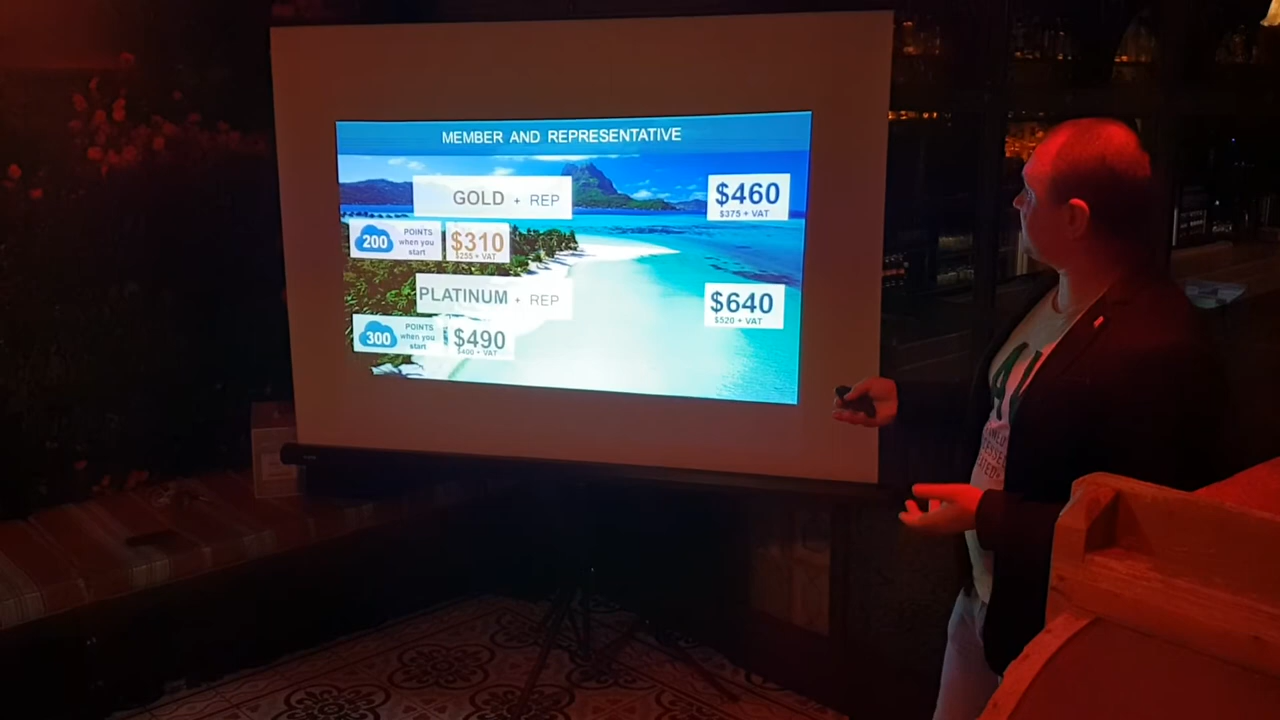 MEMBER AND REPRESENTATIVE
GOLD + REP
$460
$375 + VAT
200
POINTS
when you
start
$310
$255 + VAT
PLATINUM + REP
$640
$520 + VAT
300
POINTS
when you
start
$490
$400 + VAT